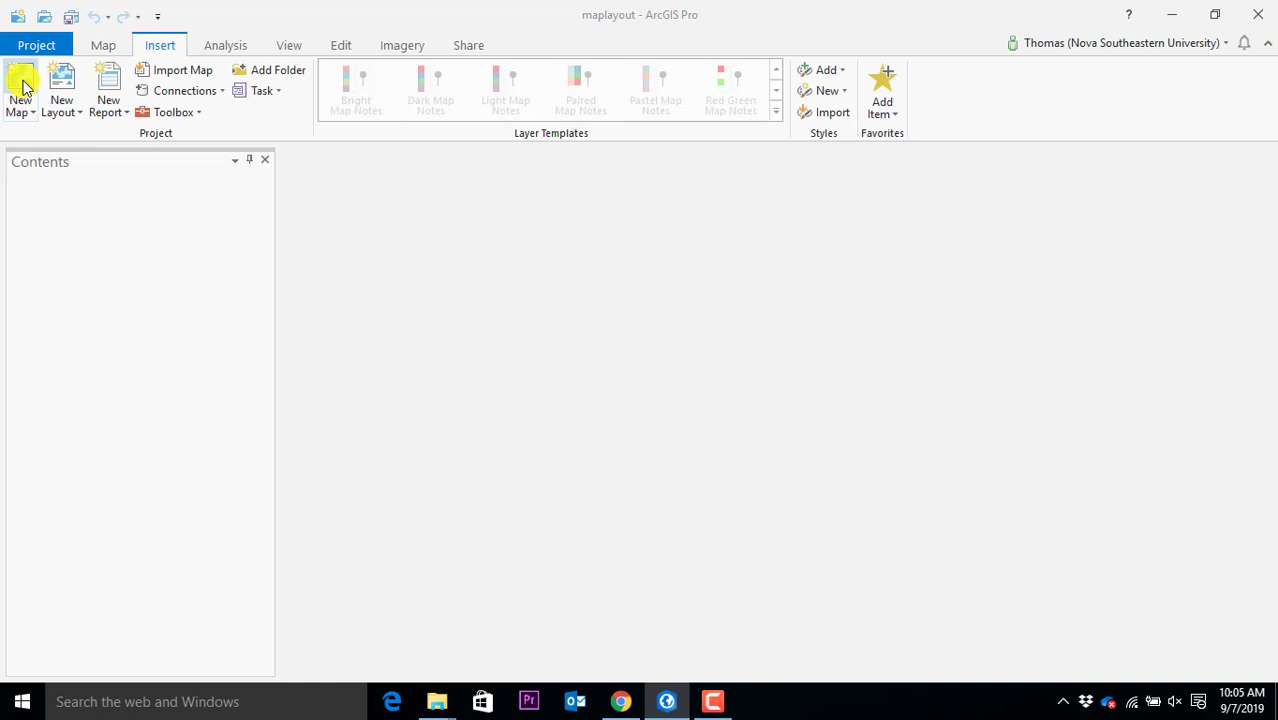 maplayout - ArcGIS Pro
?
Thomas (Nova Southeastern University)
Project Map Insert Analysis View Edit Imagery Share
New Map
New Layout
New Report
Import Map
Connections
Toolbox
Add Folder
Task
Project
Bright Map Notes
Dark Map Notes
Light Map Notes
Paired Map Notes
Pastel Map Notes
Red Green Map Notes
Layer Templates
Add
New
Import
Styles
Add Item
Favorites
Contents
Search the web and Windows
Pr
10:05 AM
9/7/2019